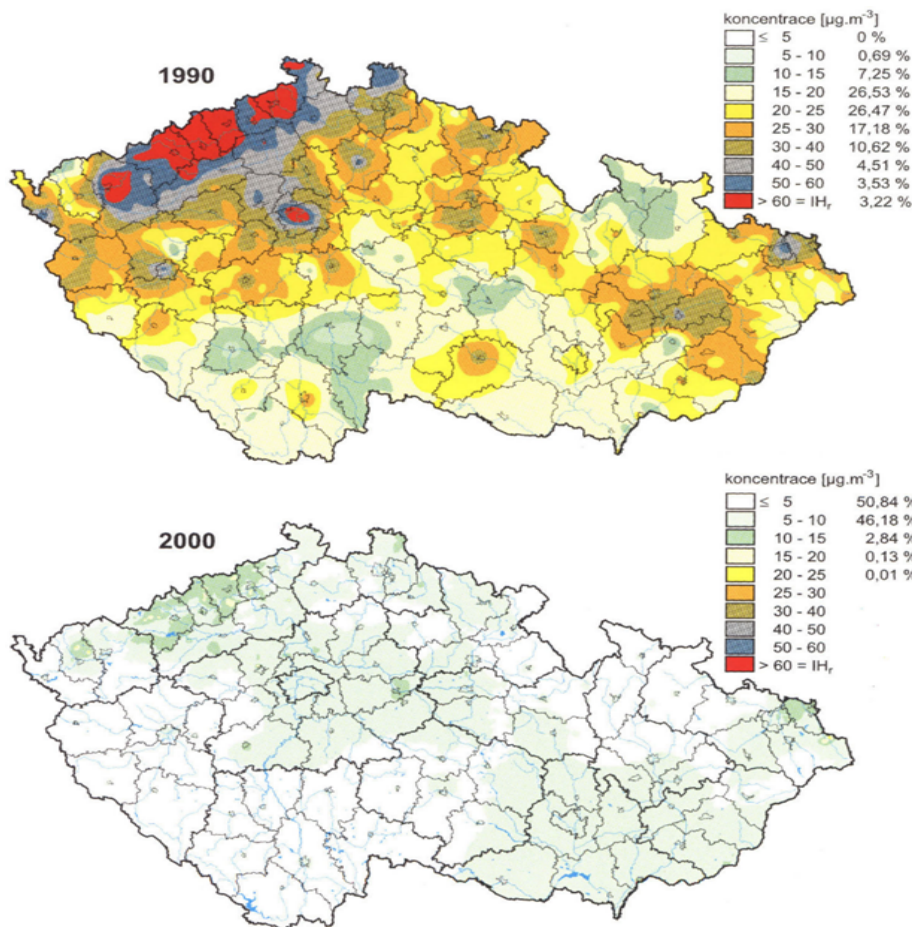 koncentrace [µg.m⁻³]
≤ 5 0 %
5 - 10 0,69 %
10 - 15 7,25 %
15 - 20 26,53 %
20 - 25 26,47 %
25 - 30 17,18 %
30 - 40 10,62 %
40 - 50 4,51 %
50 - 60 3,53 %
> 60 = IHr 3,22 %
1990
koncentrace [µg.m⁻³]
≤ 5 50,84 %
5 - 10 46,18 %
10 - 15 2,84 %
15 - 20 0,13 %
20 - 25 0,01 %
25 - 30
30 - 40
40 - 50
50 - 60
> 60 = IHr
2000